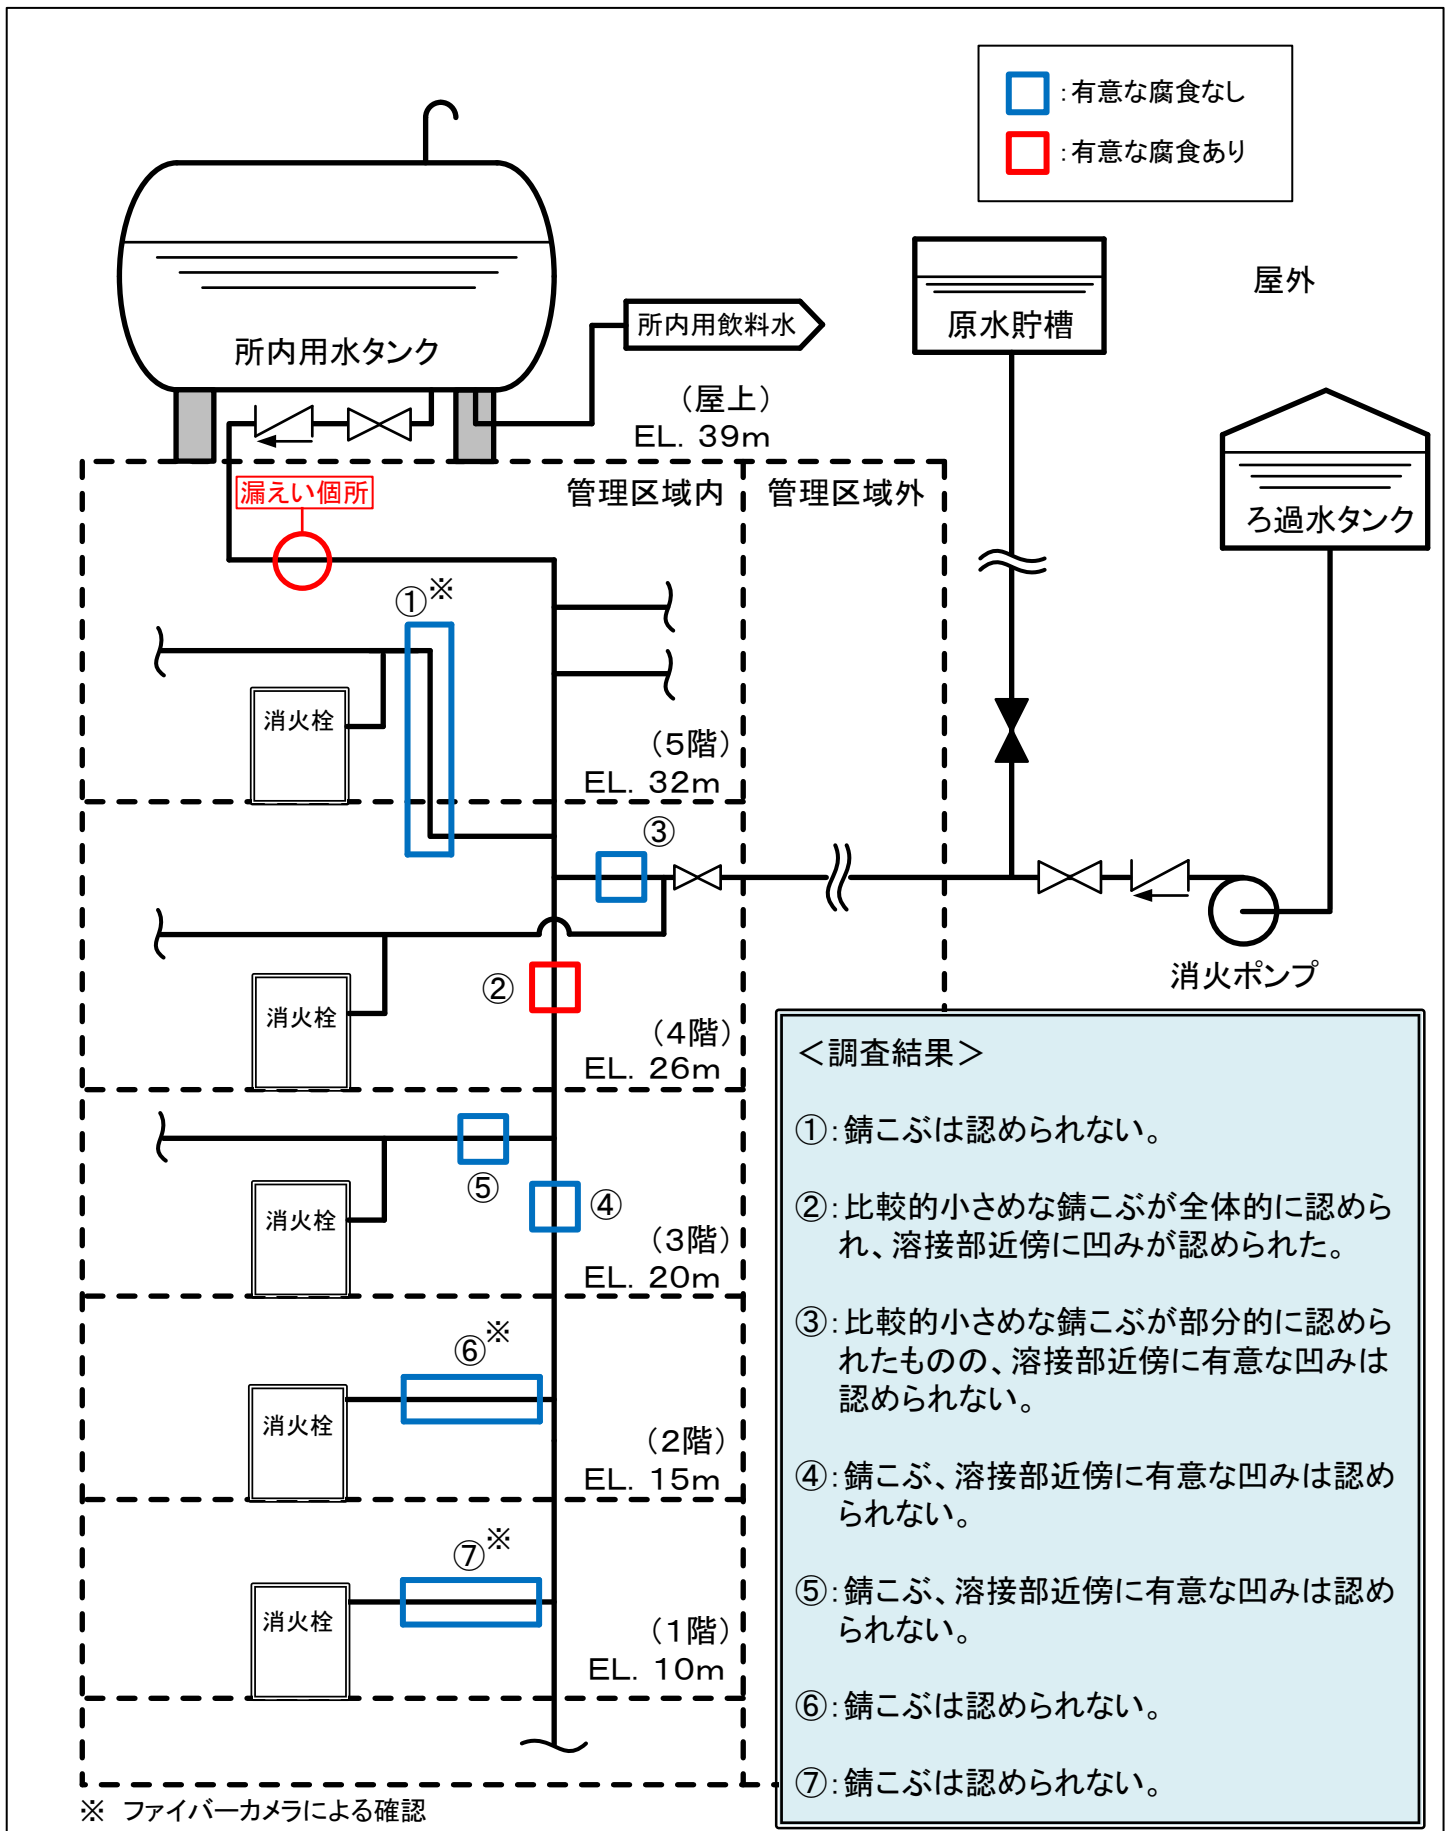 ：有意な腐食なし
：有意な腐食あり
所内用水タンク
所内用飲料水
原水貯槽
屋外
（屋上）
EL. 39m
ろ過水タンク
漏えい個所
管理区域内
管理区域外
①※
消火栓
（5階）
EL. 32m
③
②
消火栓
消火ポンプ
（4階）
EL. 26m
⑤
④
消火栓
（3階）
EL. 20m
⑥※
消火栓
（2階）
EL. 15m
⑦※
消火栓
（1階）
EL. 10m
※ ファイバーカメラによる確認
＜調査結果＞
①：錆こぶは認められない。
②：比較的小さめな錆こぶが全体的に認めら
れ、溶接部近傍に凹みが認められた。
③：比較的小さめな錆こぶが部分的に認めら
れたものの、溶接部近傍に有意な凹みは
認められない。
④：錆こぶ、溶接部近傍に有意な凹みは認め
られない。
⑤：錆こぶ、溶接部近傍に有意な凹みは認め
られない。
⑥：錆こぶは認められない。
⑦：錆こぶは認められない。